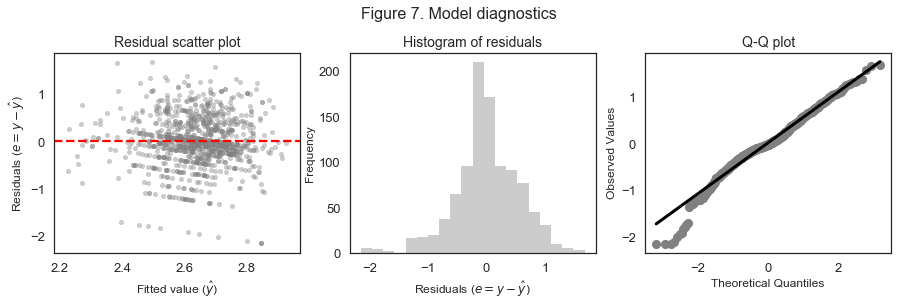 Figure 7. Model diagnostics
Residual scatter plot
Residuals (e = y − ŷ)
1
0
−1
−2
2.2 2.4 2.6 2.8
Fitted value (ŷ)
Histogram of residuals
Frequency
200
150
100
50
0
−2 −1 0 1
Residuals (e = y − ŷ)
Q-Q plot
Observed Values
1
0
−1
−2
−2 0 2
Theoretical Quantiles